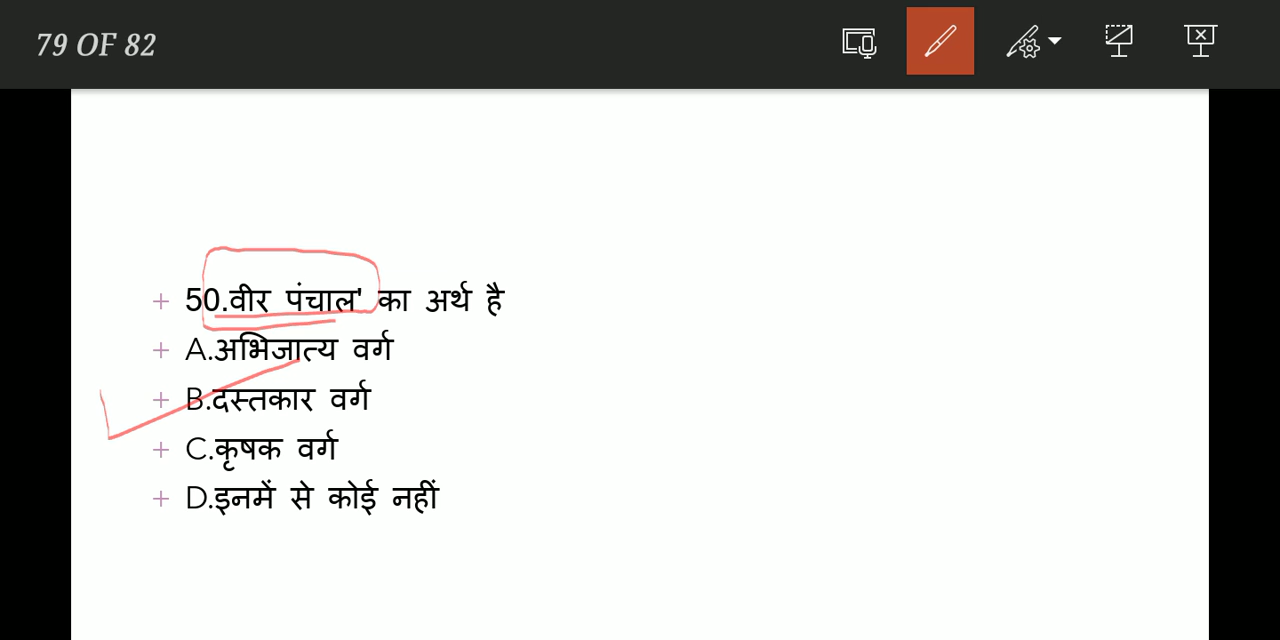 79 OF 82
+ 50.वीर पंचाल' का अर्थ है
+ A.अभिजात्य वर्ग
+ B.दस्तकार वर्ग
+ C.कृषक वर्ग
+ D.इनमें से कोई नहीं